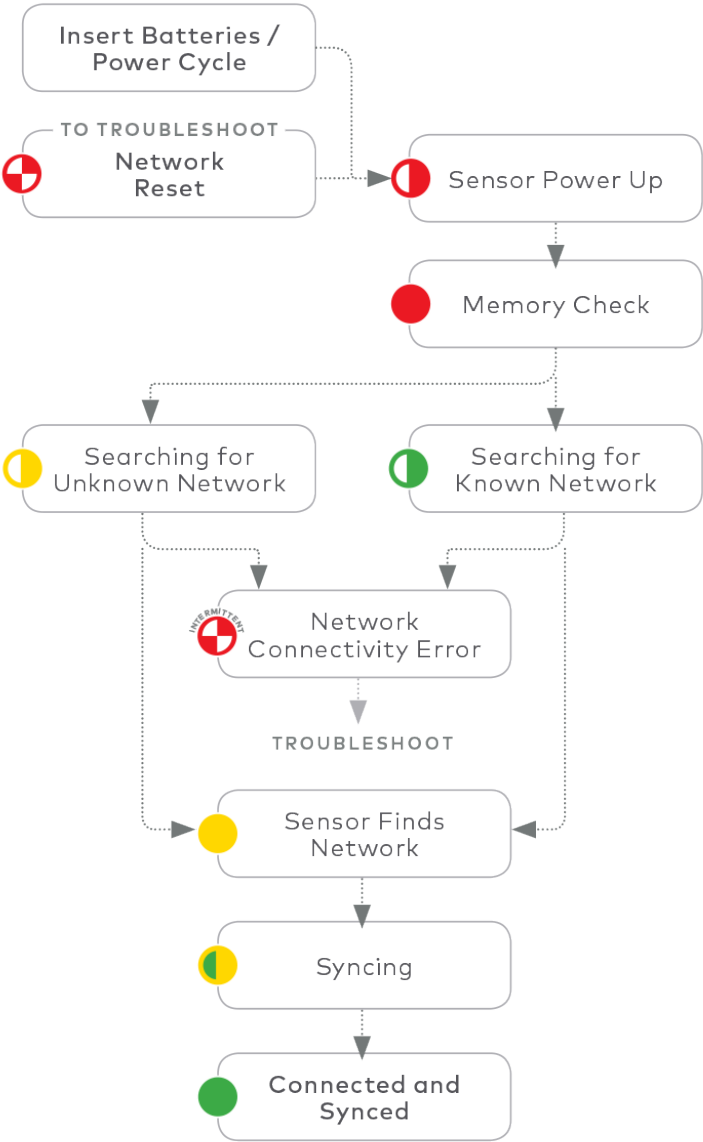 Insert Batteries /
Power Cycle
TO TROUBLESHOOT
Network
Reset
Sensor Power Up
Memory Check
Searching for
Unknown Network
Searching for
Known Network
INTERMITTENT
Network
Connectivity Error
TROUBLESHOOT
Sensor Finds
Network
Syncing
Connected and
Synced